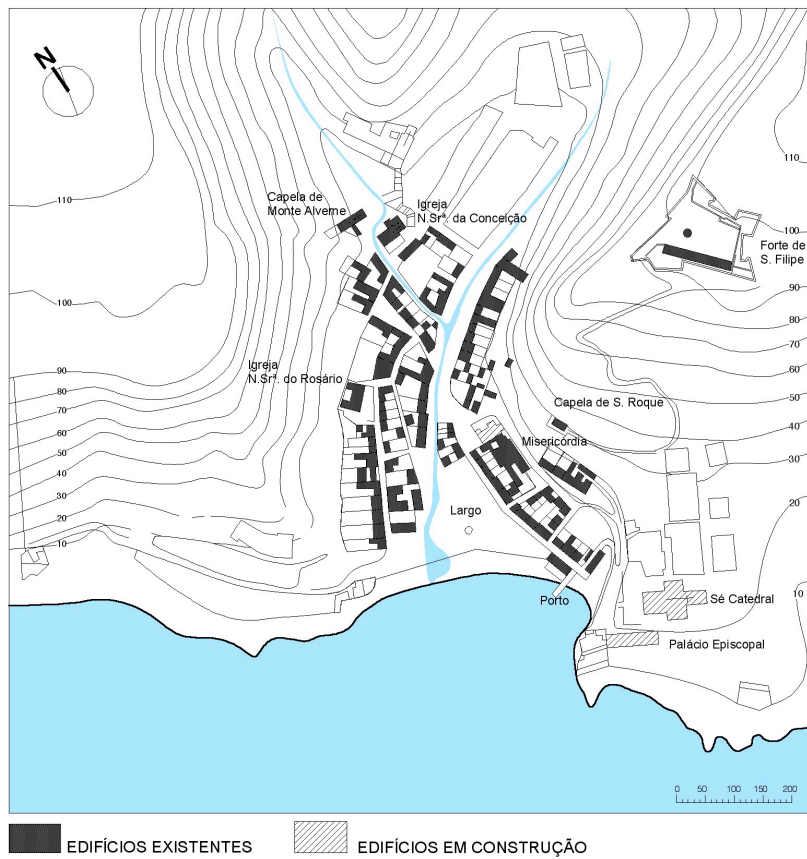 N
110
110
Capela de
Monte Alverne
Igreja
N.Srª. da Conceição
100
Forte de
S. Filipe
100
90
80
70
60
50
40
30
20
10
Igreja
N.Srª. do Rosário
90
80
70
60
50
40
30
20
10
Capela de S. Roque
Misericórdia
Largo
Porto
Sé Catedral
Palácio Episcopal
0 50 100 150 200
EDIFÍCIOS EXISTENTES
EDIFÍCIOS EM CONSTRUÇÃO